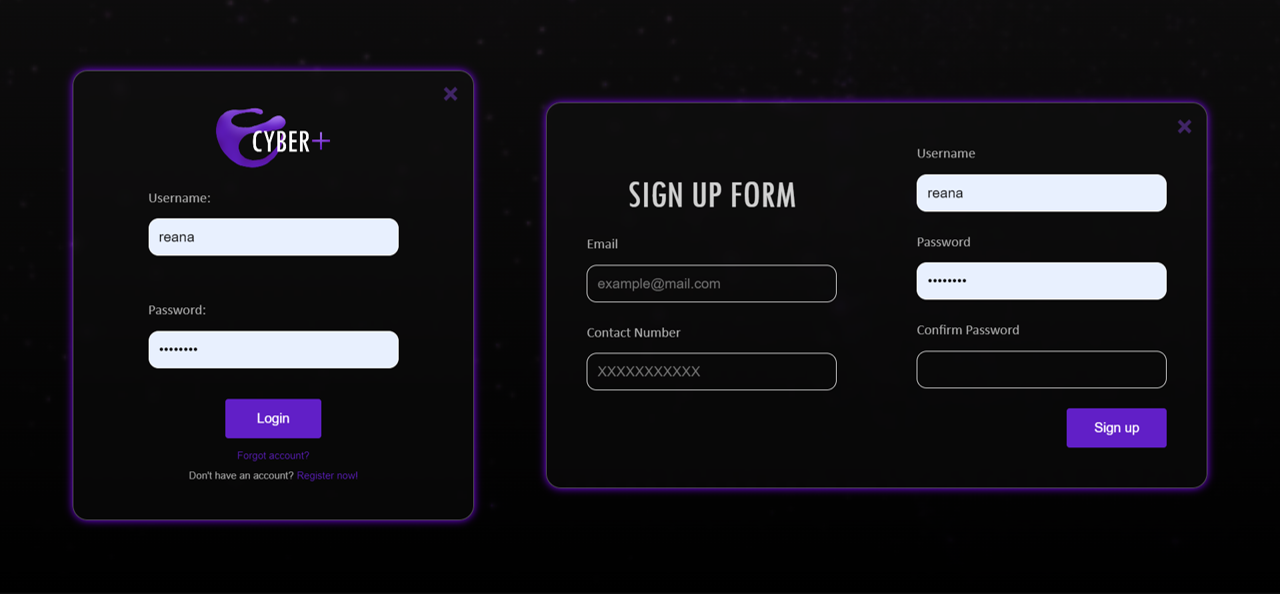 CYBER+
Username:
reana
Password:
••••••••
Login
Forgot account?
Don't have an account? Register now!
SIGN UP FORM
Email
example@mail.com
Contact Number
XXXXXXXXXXX
Username
reana
Password
••••••••
Confirm Password
Sign up